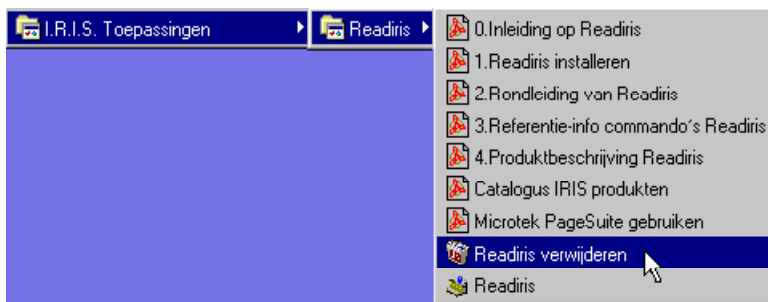 I.R.I.S. Toepassingen
Readiris
0.Inleiding op Readiris
1.Readiris installeren
2.Rondleiding van Readiris
3.Referentie-info commando's Readiris
4.Produktbeschrijving Readiris
Catalogus IRIS produkten
Microtek PageSuite gebruiken
Readiris verwijderen
Readiris